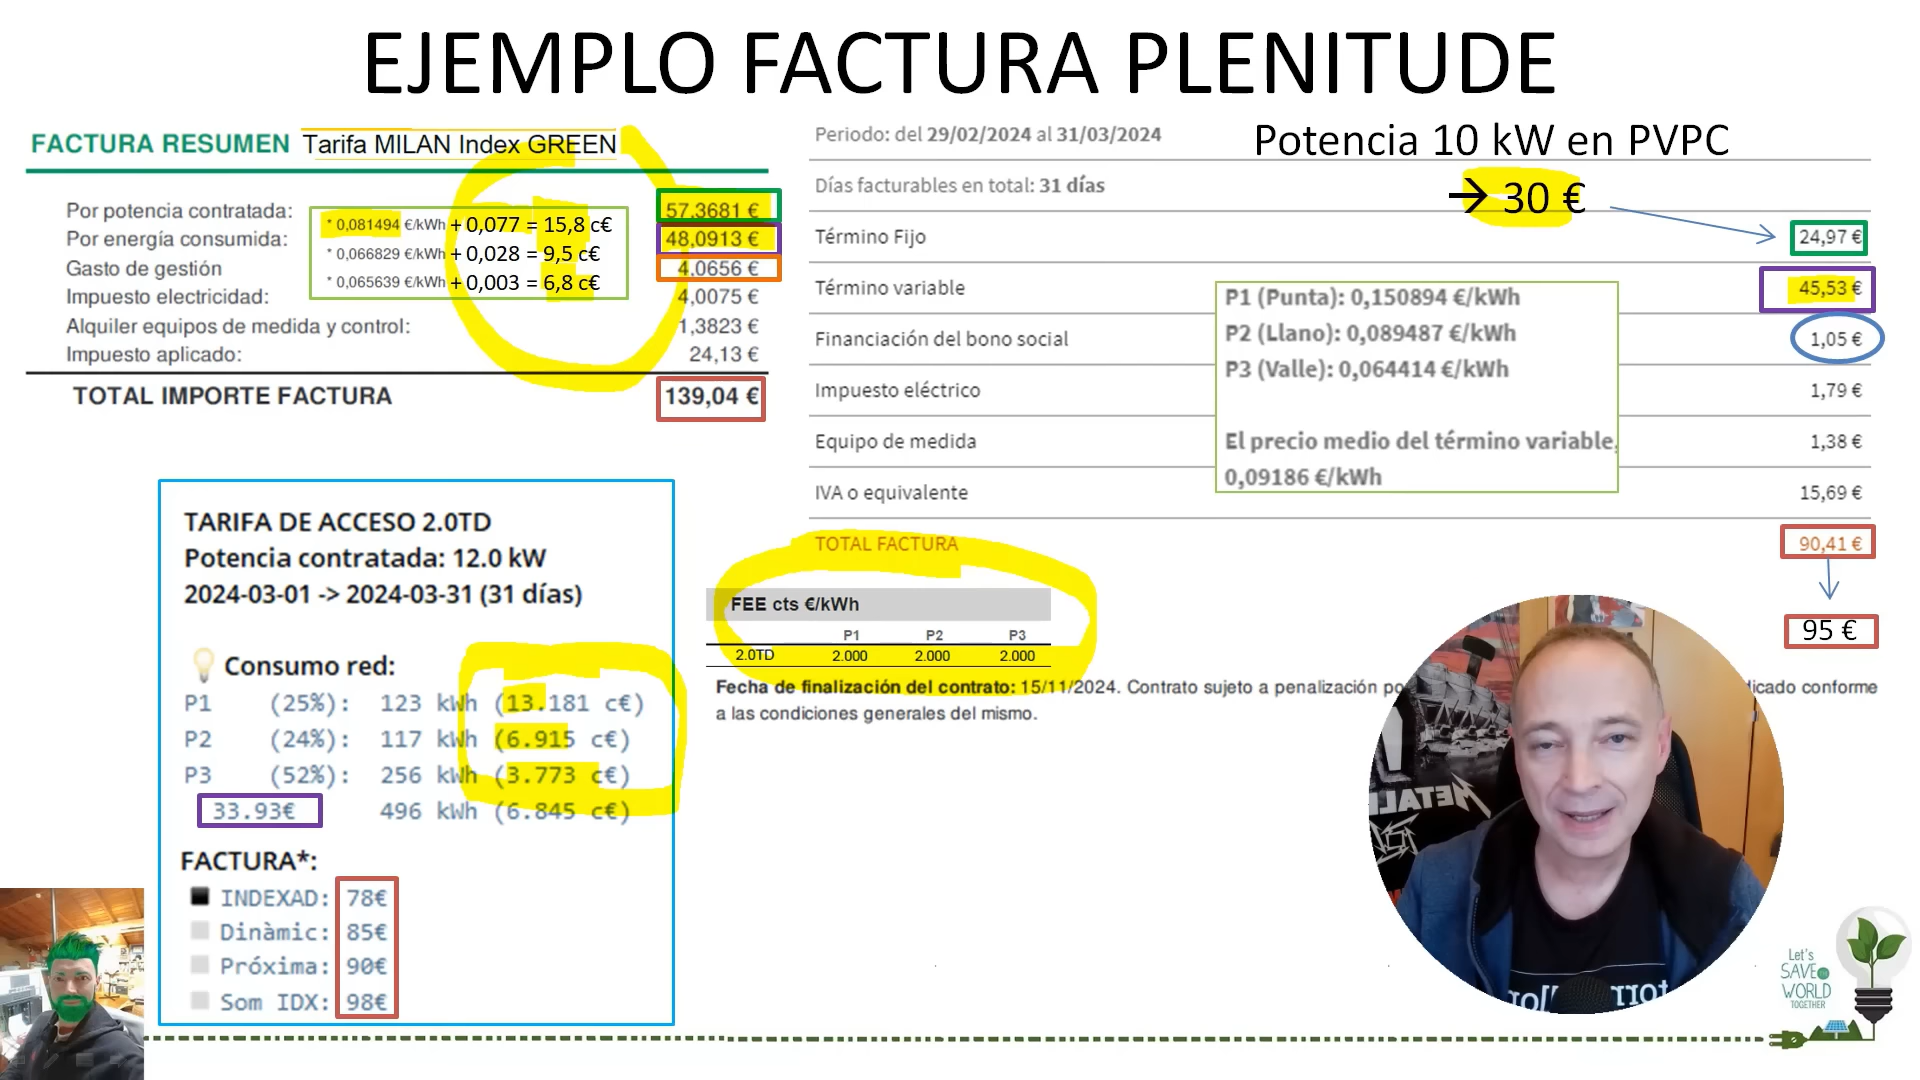 EJEMPLO FACTURA PLENITUDE
FACTURA RESUMEN Tarifa MILAN Index GREEN
Por potencia contratada: 57,3681 €
Por energía consumida: 48,0913 €
Gasto de gestión 4,0656 €
Impuesto electricidad: 4,0075 €
Alquiler equipos de medida y control: 1,3823 €
Impuesto aplicado: 24,13 €
TOTAL IMPORTE FACTURA 139,04 €
* 0,081494 €/kWh + 0,077 = 15,8 c€
* 0,066829 €/kWh + 0,028 = 9,5 c€
* 0,065639 €/kWh + 0,003 = 6,8 c€
Periodo: del 29/02/2024 al 31/03/2024
Días facturables en total: 31 días
Potencia 10 kW en PVPC
→ 30 €
Término Fijo 24,97 €
Término variable 45,53 €
Financiación del bono social 1,05 €
Impuesto eléctrico 1,79 €
Equipo de medida 1,38 €
IVA o equivalente 15,69 €
TOTAL FACTURA 90,41 €
95 €
P1 (Punta): 0,150894 €/kWh
P2 (Llano): 0,089487 €/kWh
P3 (Valle): 0,064414 €/kWh
El precio medio del término variable,
0,09186 €/kWh
FEE cts €/kWh
P1 P2 P3
2.0TD 2.000 2.000 2.000
Fecha de finalización del contrato: 15/11/2024. Contrato sujeto a penalización conforme
a las condiciones generales del mismo.
TARIFA DE ACCESO 2.0TD
Potencia contratada: 12.0 kW
2024-03-01 -> 2024-03-31 (31 días)
Consumo red:
P1 (25%): 123 kWh (13.181 c€)
P2 (24%): 117 kWh (6.915 c€)
P3 (52%): 256 kWh (3.773 c€)
33.93€ 496 kWh (6.845 c€)
FACTURA*:
INDEXAD: 78€
Dinàmic: 85€
Próxima: 90€
Som IDX: 98€
Let's
SAVE THE
WORLD
TOGETHER